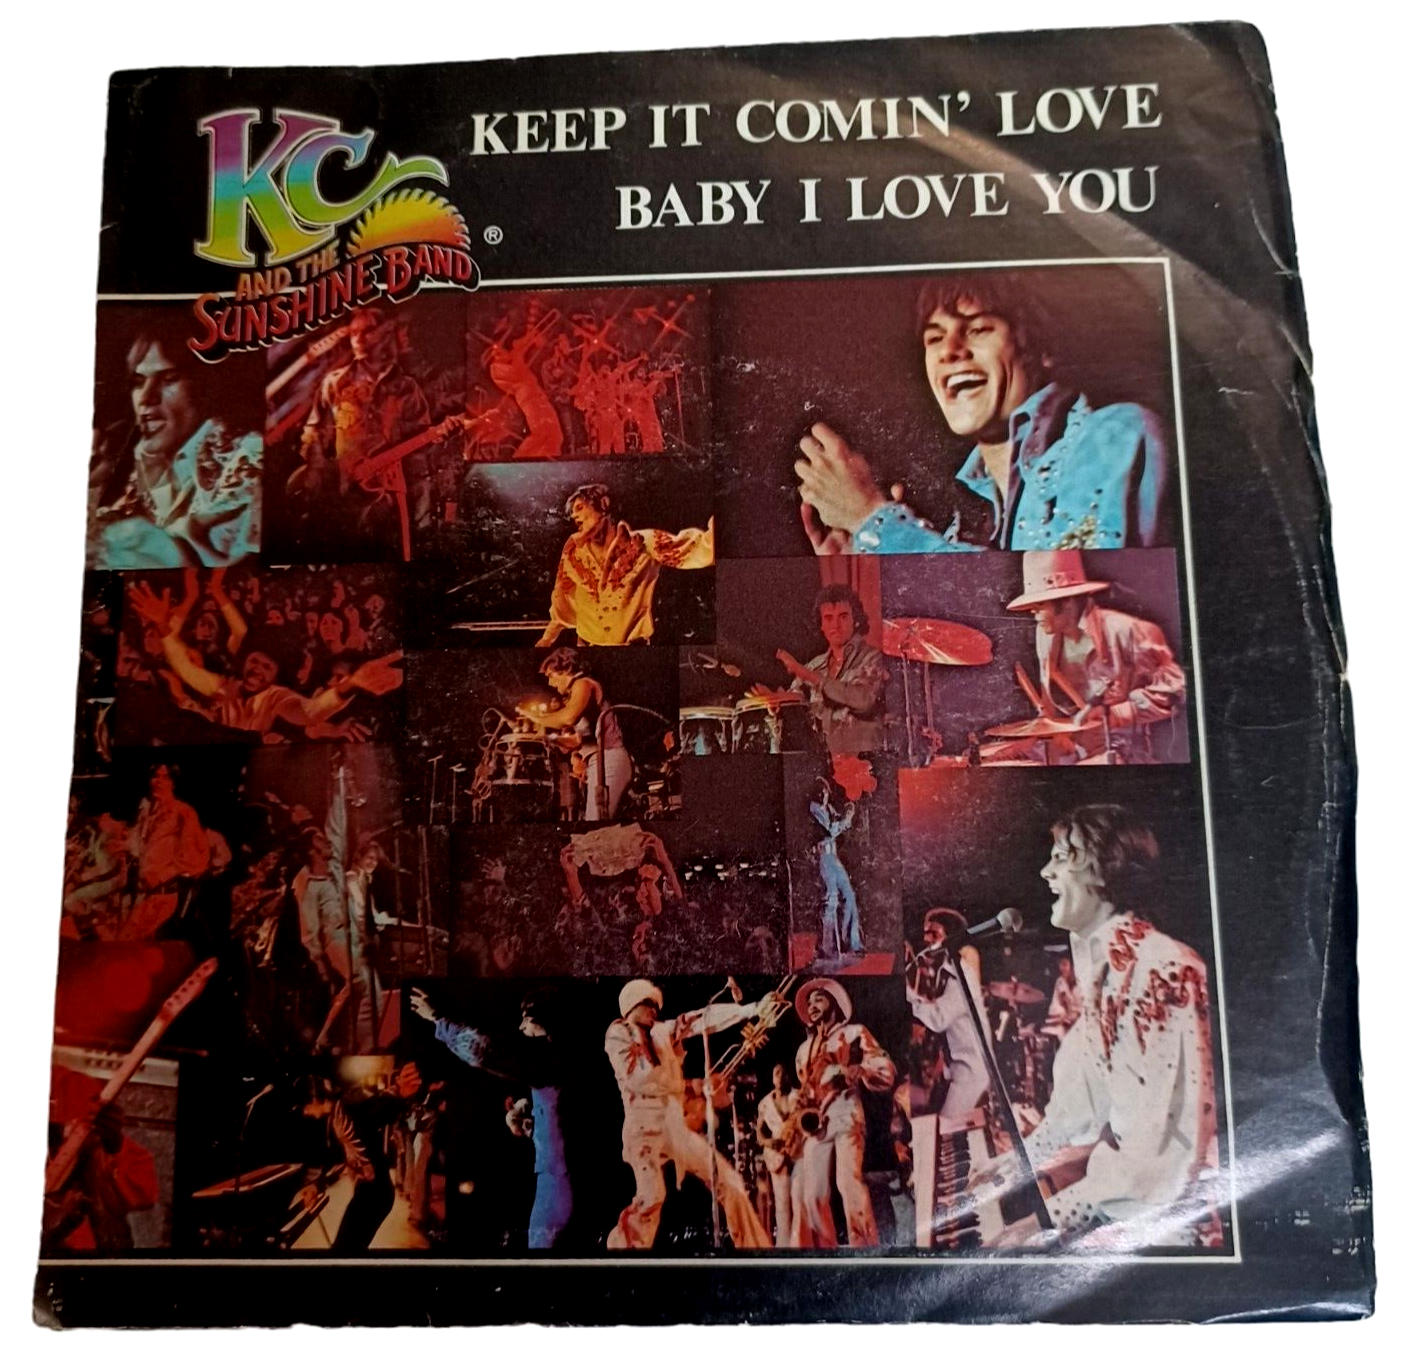 KC
AND THE
SUNSHINE BAND
®
KEEP IT COMIN' LOVE
BABY I LOVE YOU